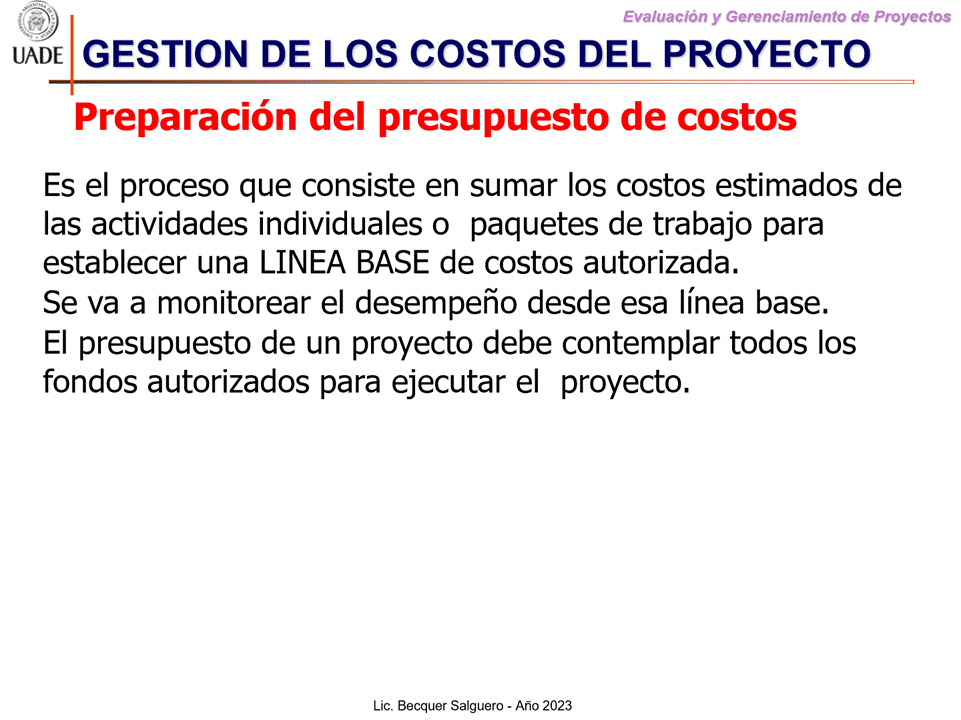 Evaluación y Gerenciamiento de Proyectos
UADE
GESTION DE LOS COSTOS DEL PROYECTO
Preparación del presupuesto de costos
Es el proceso que consiste en sumar los costos estimados de
las actividades individuales o  paquetes de trabajo para
establecer una LINEA BASE de costos autorizada.
Se va a monitorear el desempeño desde esa línea base.
El presupuesto de un proyecto debe contemplar todos los
fondos autorizados para ejecutar el  proyecto.
Lic. Becquer Salguero - Año 2023